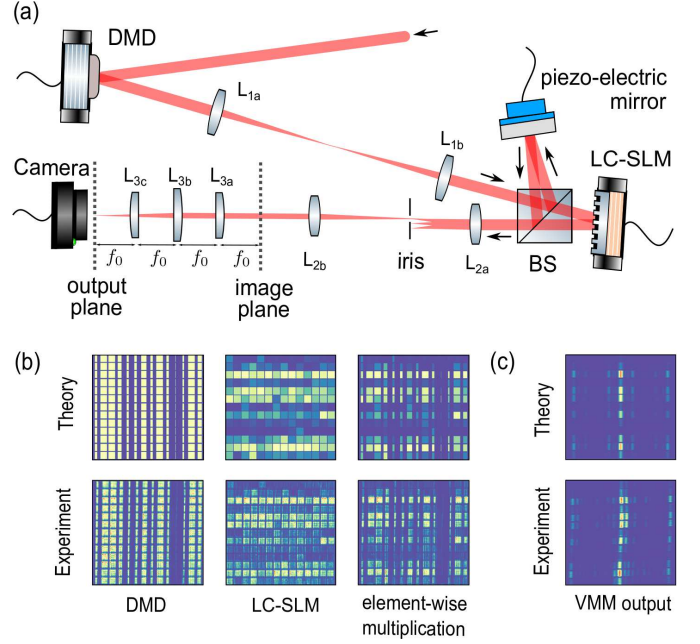 (a)
DMD
L1a
piezo-electric
mirror
L1b
LC-SLM
Camera
L3c
L3b
L3a
f0
f0
f0
f0
L2b
iris
L2a
BS
output
plane
image
plane
(b)
(c)
Theory
Theory
Experiment
Experiment
DMD
LC-SLM
element-wise
multiplication
VMM output